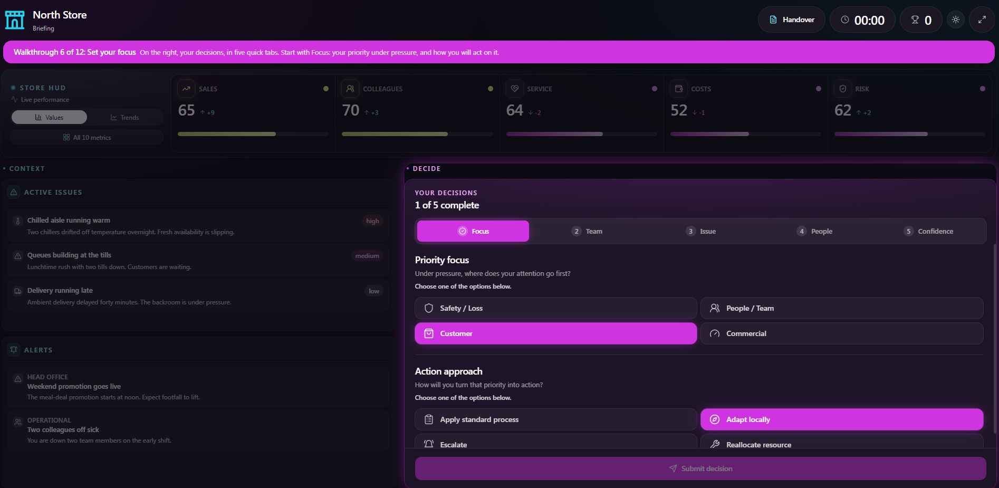 North Store
Briefing
Handover
00:00
0
Walkthrough 6 of 12: Set your focus On the right, your decisions, in five quick tabs. Start with Focus: your priority under pressure, and how you will act on it.
STORE HUD
Live performance
Values
Trends
All 10 metrics
SALES
65
+9
COLLEAGUES
70
+3
SERVICE
64
-2
COSTS
52
-1
RISK
62
+2
CONTEXT
ACTIVE ISSUES
Chilled aisle running warm
high
Two chillers drifted off temperature overnight. Fresh availability is slipping.
Queues building at the tills
medium
Lunchtime rush with two tills down. Customers are waiting.
Delivery running late
low
Ambient delivery delayed forty minutes. The backroom is under pressure.
ALERTS
HEAD OFFICE
Weekend promotion goes live
The meal-deal promotion starts at noon. Expect footfall to lift.
OPERATIONAL
Two colleagues off sick
You are down two team members on the early shift.
DECIDE
YOUR DECISIONS
1 of 5 complete
Focus
2 Team
3 Issue
4 People
5 Confidence
Priority focus
Under pressure, where does your attention go first?
Choose one of the options below.
Safety / Loss
People / Team
Customer
Commercial
Action approach
How will you turn that priority into action?
Choose one of the options below.
Apply standard process
Adapt locally
Escalate
Reallocate resource
Submit decision